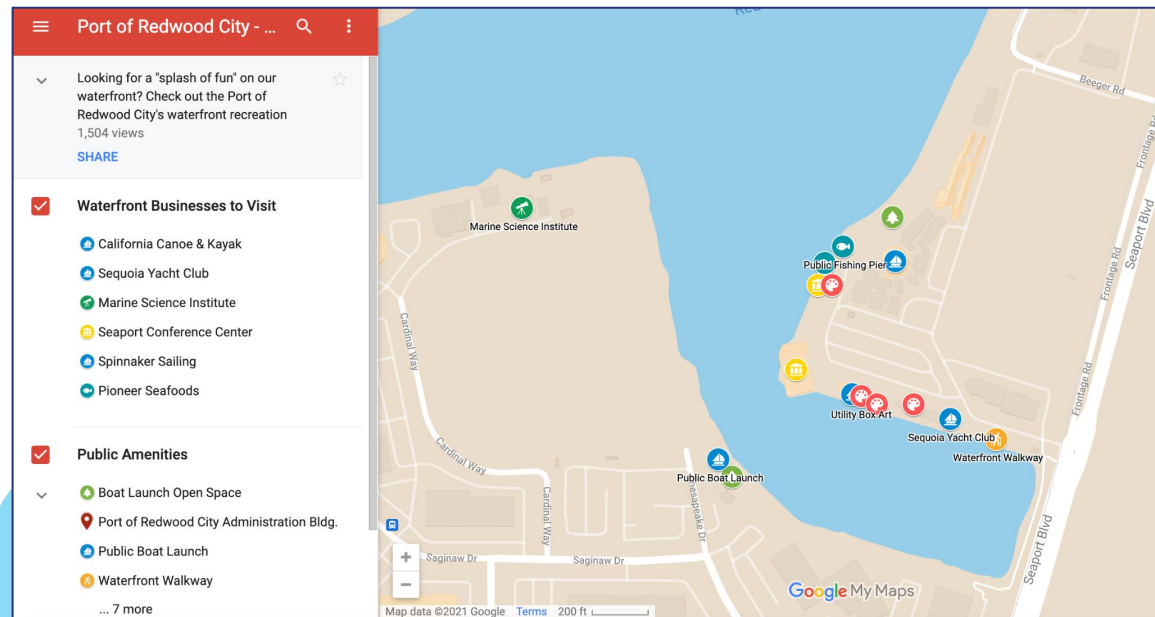 Port of Redwood City - ...
Looking for a "splash of fun" on our
waterfront? Check out the Port of
Redwood City's waterfront recreation
1,504 views
SHARE
Waterfront Businesses to Visit
California Canoe & Kayak
Sequoia Yacht Club
Marine Science Institute
Seaport Conference Center
Spinnaker Sailing
Pioneer Seafoods
Public Amenities
Boat Launch Open Space
Port of Redwood City Administration Bldg.
Public Boat Launch
Waterfront Walkway
... 7 more
Beeger Rd
Frontage Rd
Seaport Blvd
Marine Science Institute
Public Fishing Pier
Frontage Rd
Cardinal Way
Frontage Rd
Utility Box Art
Sequoia Yacht Club
Waterfront Walkway
Cardinal Way
Public Boat Launch
Cardinal Way
Chesapeake Dr
Saginaw Dr
Saginaw Dr
Seaport Blvd
Google My Maps
Map data ©2021 Google
Terms
200 ft